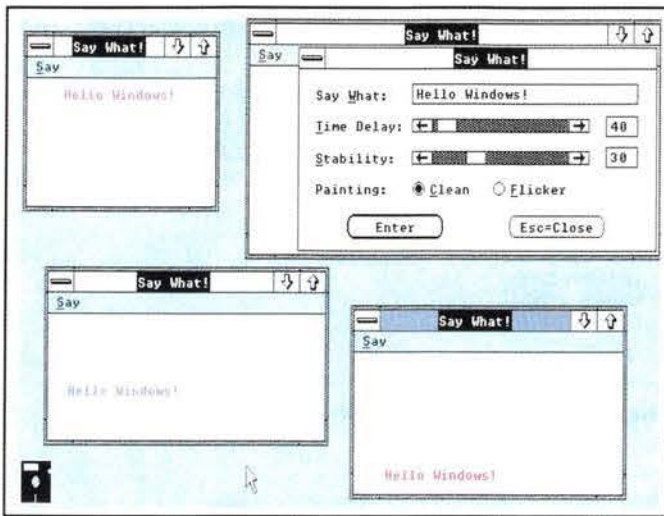 Say What!
Say
Hello Windows!
Say What!
Say
Say What!
Say What: Hello Windows!
Time Delay: 40
Stability: 30
Painting: Clean Flicker
Enter Esc=Close
Say What!
Say
Hello Windows!
Say What!
Say
Hello Windows!